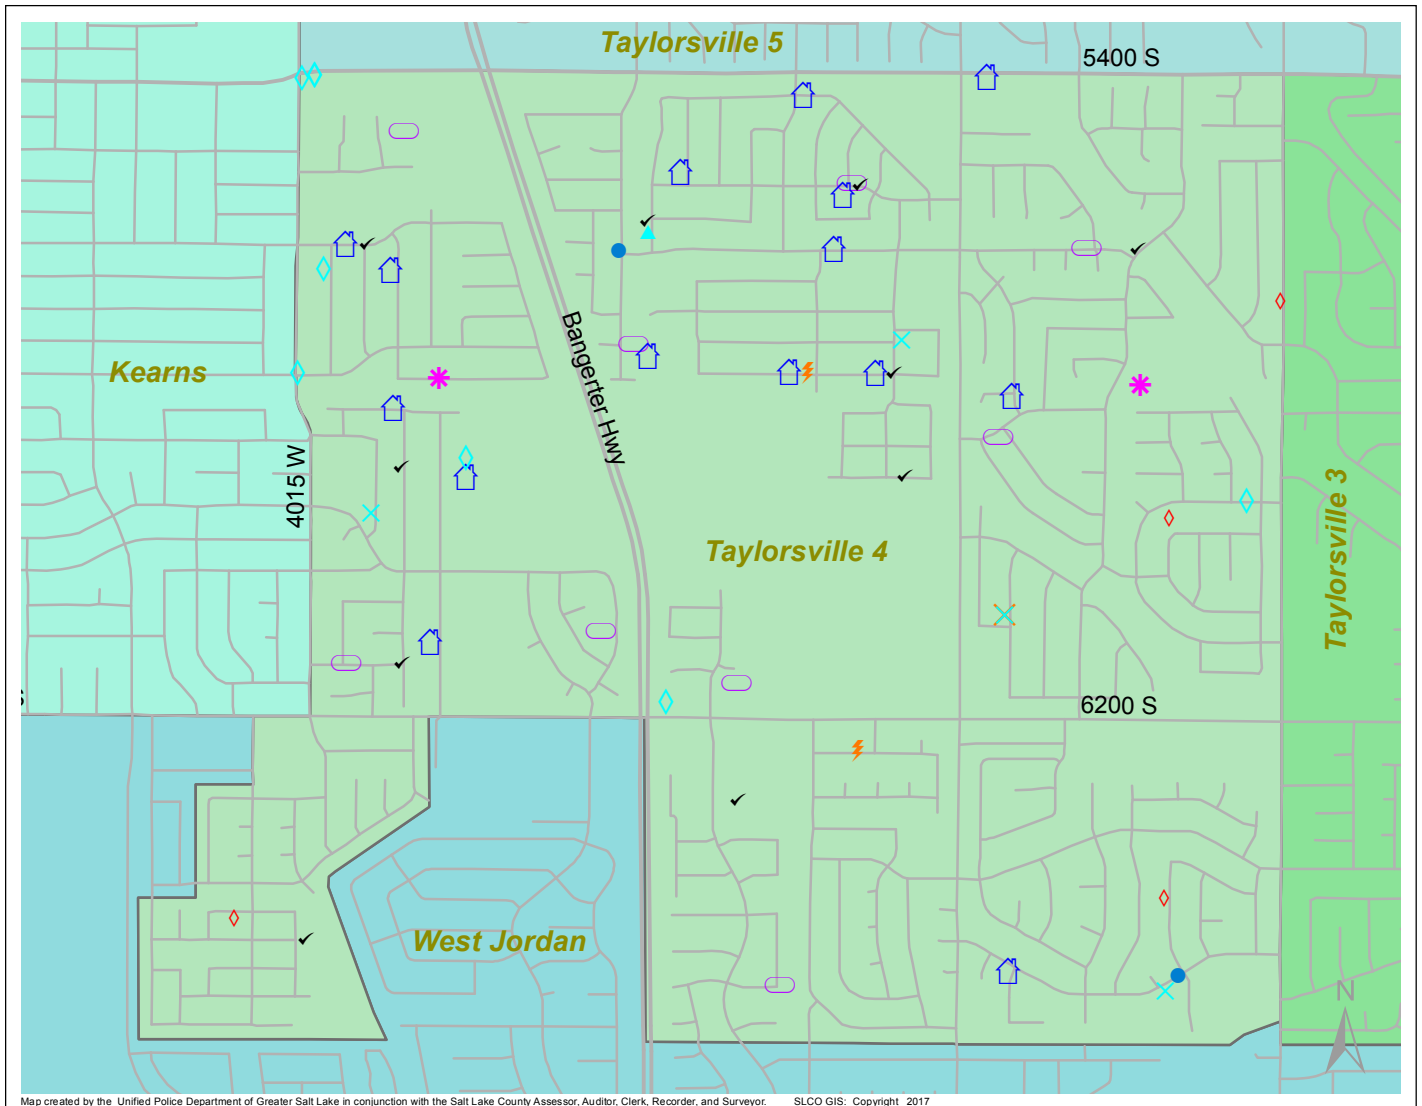 Taylorsville 5
5400 S
Kearns
Bangerter Hwy
4015 W
Taylorsville 4
Taylorsville 3
6200 S
West Jordan
N
Map created by the Unified Police Department of Greater Salt Lake in conjunction with the Salt Lake County Assessor, Auditor, Clerk, Recorder, and Surveyor. SLCO GIS: Copyright 2017